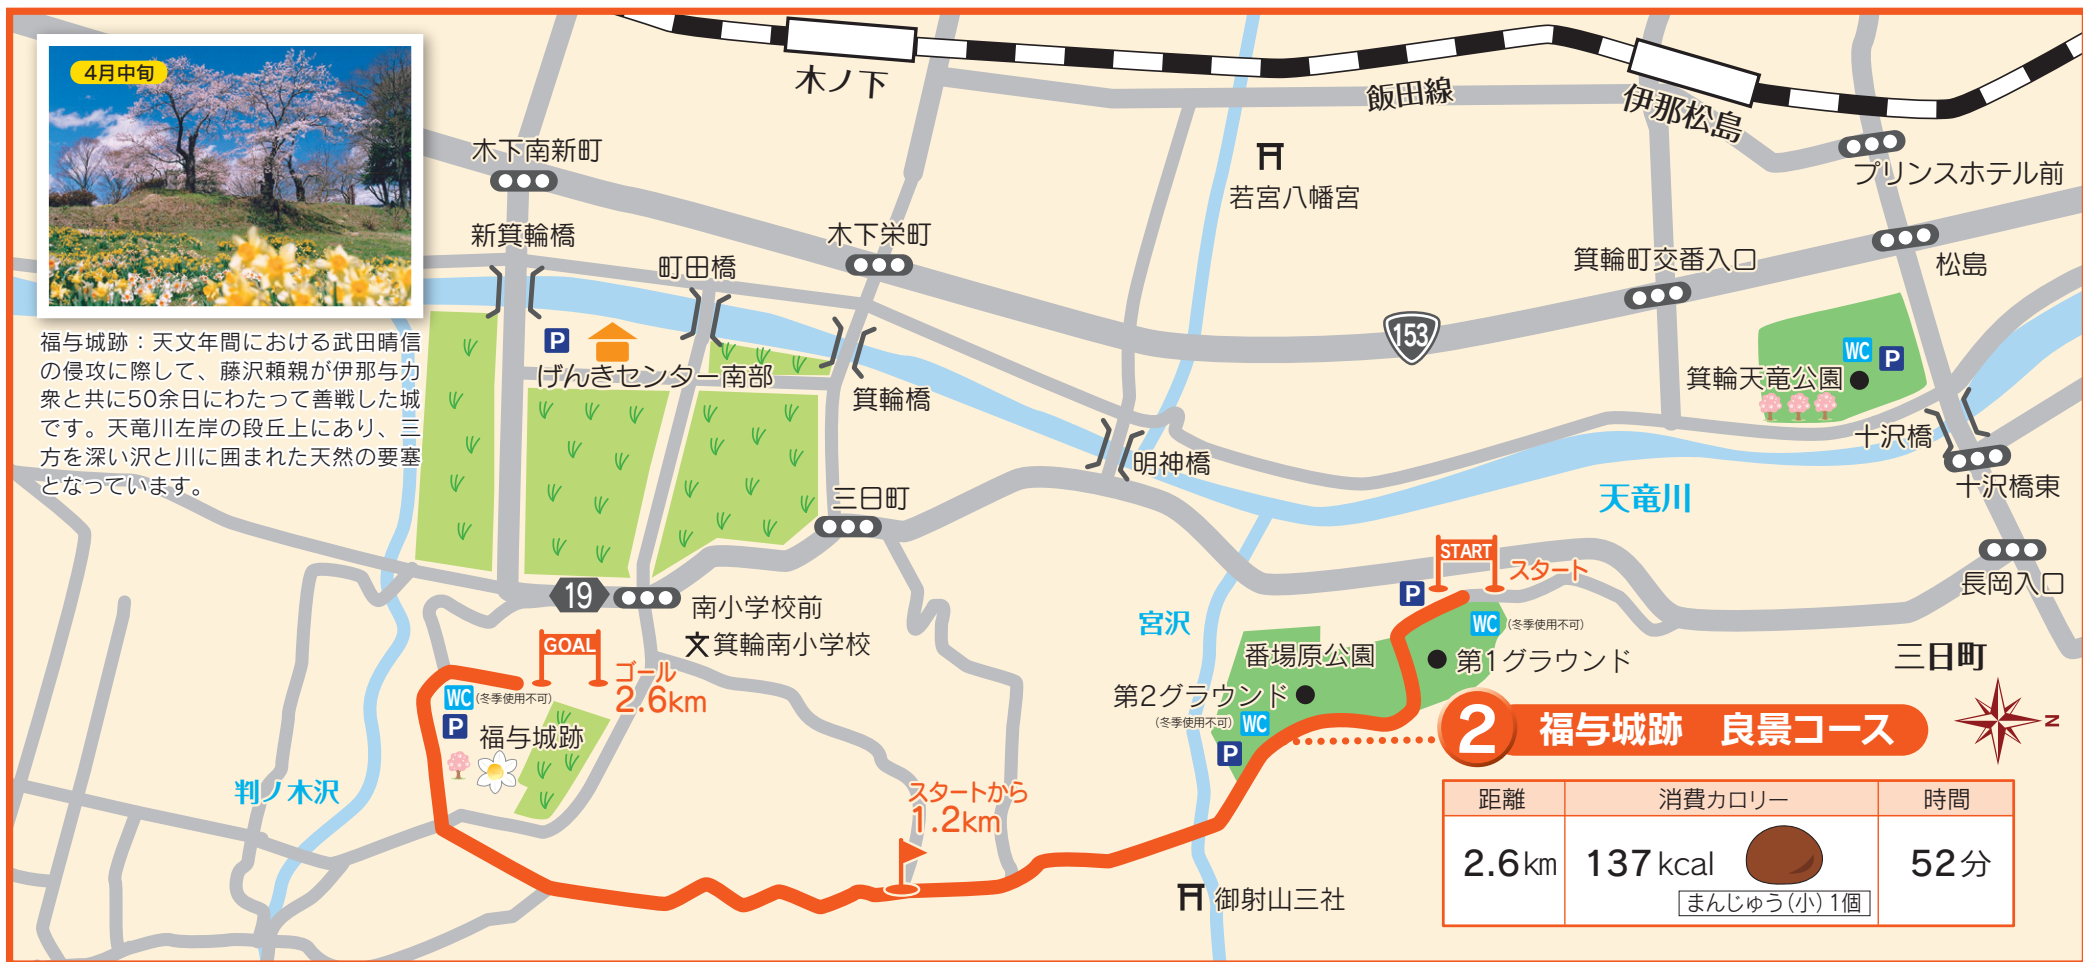 4月中旬
福与城跡：天文年間における武田晴信
の侵攻に際して、藤沢頼親が伊那与力
衆と共に50余日にわたって善戦した城
です。天竜川左岸の段丘上にあり、三
方を深い沢と川に囲まれた天然の要塞
となっています。
木ノ下
飯田線
伊那松島
木下南新町
若宮八幡宮
プリンスホテル前
新箕輪橋
町田橋
木下栄町
箕輪町交番入口
松島
153
P
げんきセンター南部
箕輪橋
WC
P
箕輪天竜公園
明神橋
十沢橋
十沢橋東
天竜川
三日町
START
スタート
P
長岡入口
19
南小学校前
文箕輪南小学校
宮沢
WC
(冬季使用不可)
番場原公園
第1グラウンド
三日町
GOAL
ゴール
2.6km
WC
(冬季使用不可)
P
福与城跡
第2グラウンド
(冬季使用不可)
WC
P
2
福与城跡 良景コース
N
判ノ木沢
スタートから
1.2km
御射山三社
距離 消費カロリー 時間
2.6km 137kcal 52分
まんじゅう(小)1個